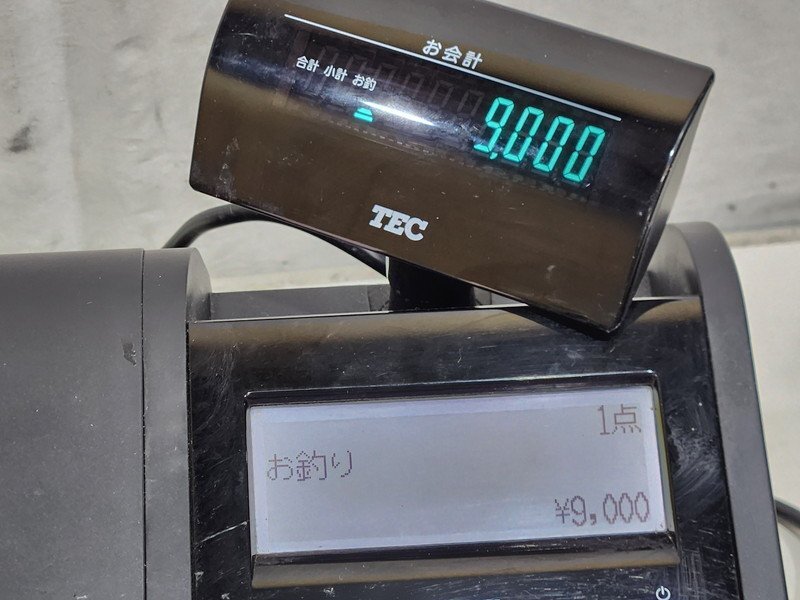 お会計
合計 小計 お釣
9,000
TEC
1点
お釣り
¥9,000